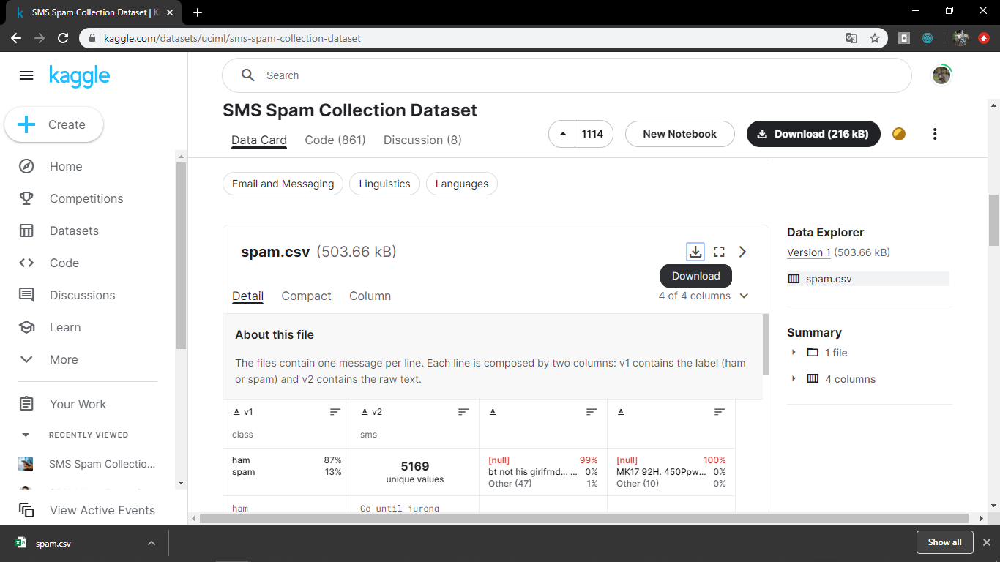 SMS Spam Collection Dataset | K
kaggle.com/datasets/uciml/sms-spam-collection-dataset
kaggle
Search
Create
Home
Competitions
Datasets
Code
Discussions
Learn
More
Your Work
RECENTLY VIEWED
SMS Spam Collectio...
View Active Events
SMS Spam Collection Dataset
Data Card Code (861) Discussion (8)
1114
New Notebook
Download (216 kB)
Email and Messaging Linguistics Languages
spam.csv (503.66 kB)
Download
Detail Compact Column
4 of 4 columns
About this file
The files contain one message per line. Each line is composed by two columns: v1 contains the label (ham
or spam) and v2 contains the raw text.
A v1 A v2 A A
class sms
ham 87%
spam 13%
5169
unique values
[null] 99%
bt not his girlfrnd... ... 0%
Other (47) 1%
[null] 100%
MK17 92H. 450Ppw... 0%
Other (10) 0%
ham Go until jurong
Data Explorer
Version 1 (503.66 kB)
spam.csv
Summary
1 file
4 columns
spam.csv
Show all